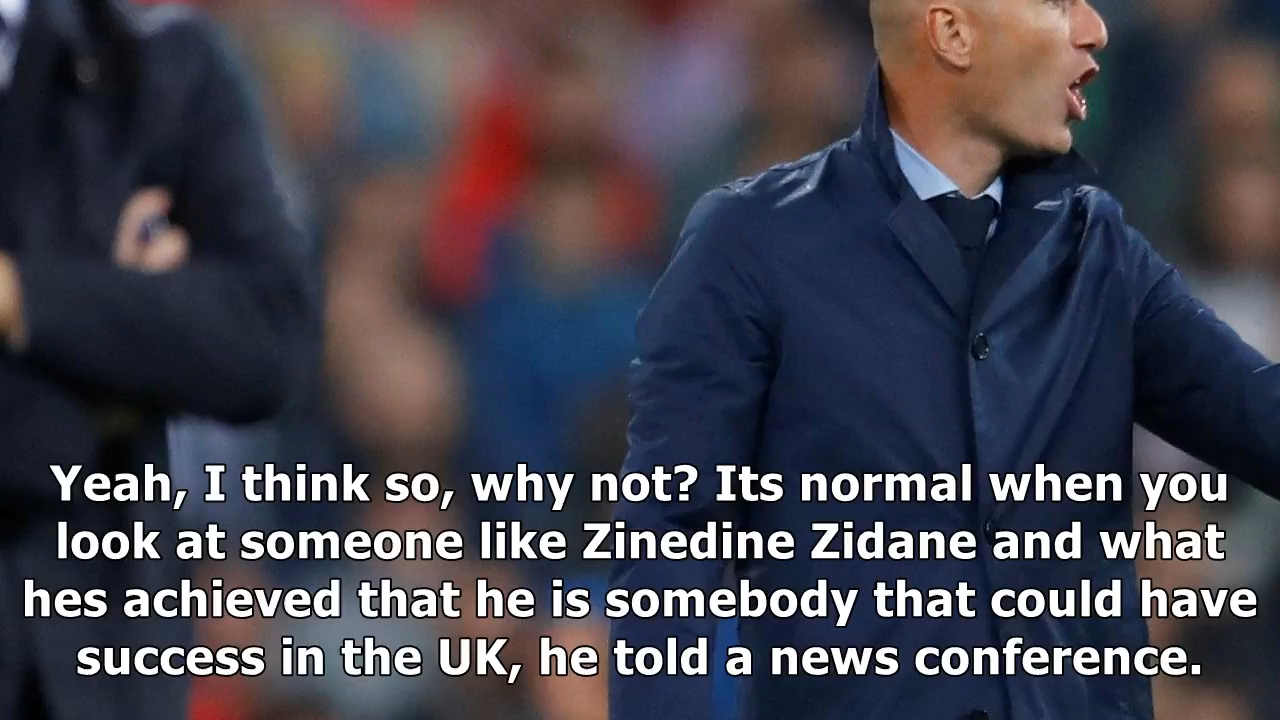 Yeah, I think so, why not? Its normal when you
look at someone like Zinedine Zidane and what
hes achieved that he is somebody that could have
success in the UK, he told a news conference.